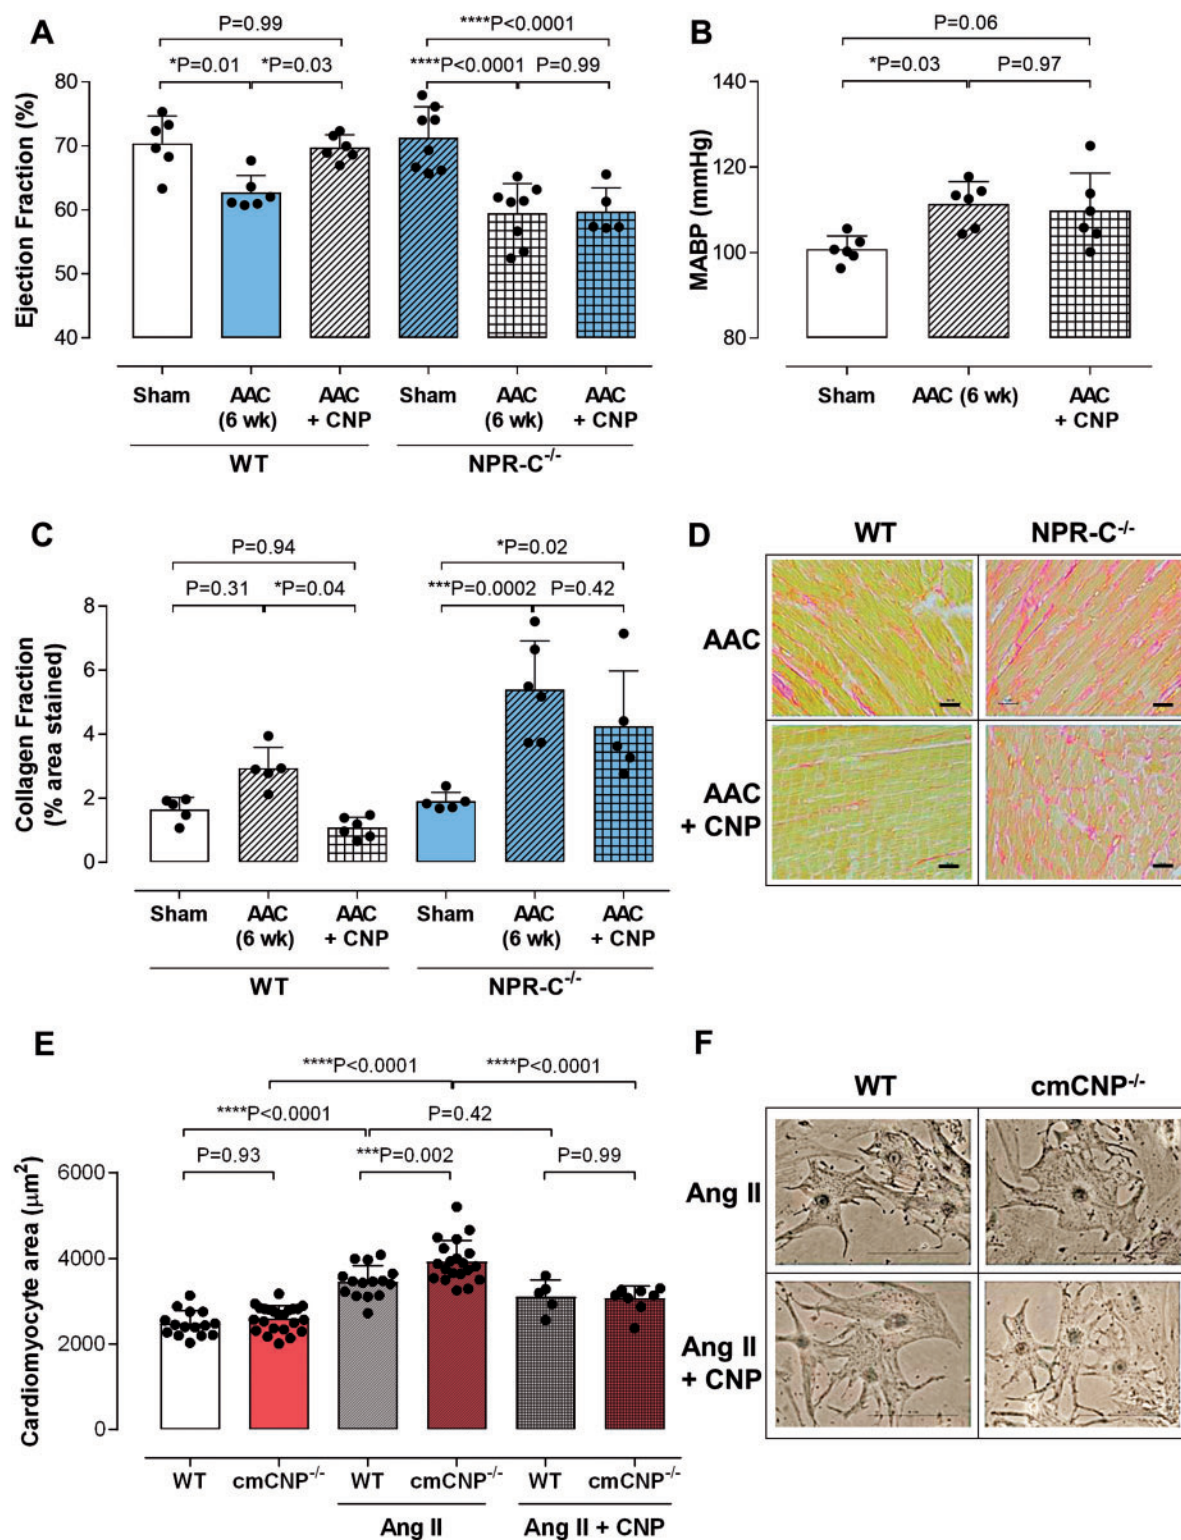 A
P=0.99
****P<0.0001
*P=0.01 *P=0.03 ****P<0.0001 P=0.99
Ejection Fraction (%)
80
70
60
50
40
Sham AAC (6 wk) AAC + CNP Sham AAC (6 wk) AAC + CNP
WT NPR-C-/-
B
P=0.06
*P=0.03 P=0.97
MABP (mmHg)
140
120
100
80
Sham AAC (6 wk) AAC + CNP
C
P=0.94 *P=0.02
P=0.31 *P=0.04 ***P=0.0002 P=0.42
Collagen Fraction
(% area stained)
8
6
4
2
0
Sham AAC (6 wk) AAC + CNP Sham AAC (6 wk) AAC + CNP
WT NPR-C-/-
D
WT NPR-C-/-
AAC
AAC
+ CNP
E
****P<0.0001 ****P<0.0001
****P<0.0001 P=0.42
P=0.93 ***P=0.002 P=0.99
Cardiomyocyte area (μm²)
6000
4000
2000
0
WT cmCNP-/- WT cmCNP-/- WT cmCNP-/-
Ang II Ang II + CNP
F
WT cmCNP-/-
Ang II
Ang II
+ CNP